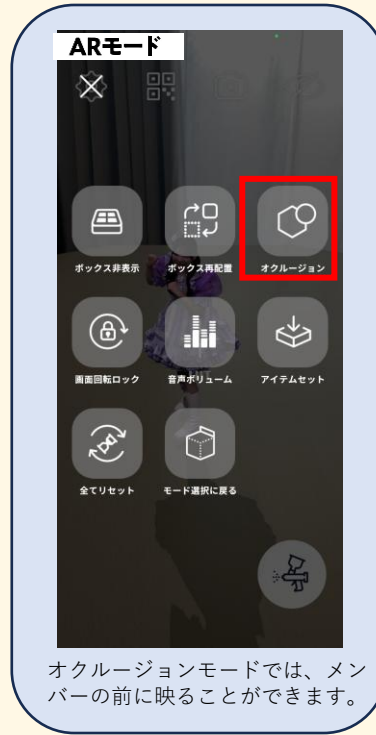 ARモード
ボックス非表示
ボックス再配置
オクルージョン
画面回転ロック
音声ボリューム
アイテムセット
全てリセット
モード選択に戻る
オクルージョンモードでは、メン
バーの前に映ることができます。